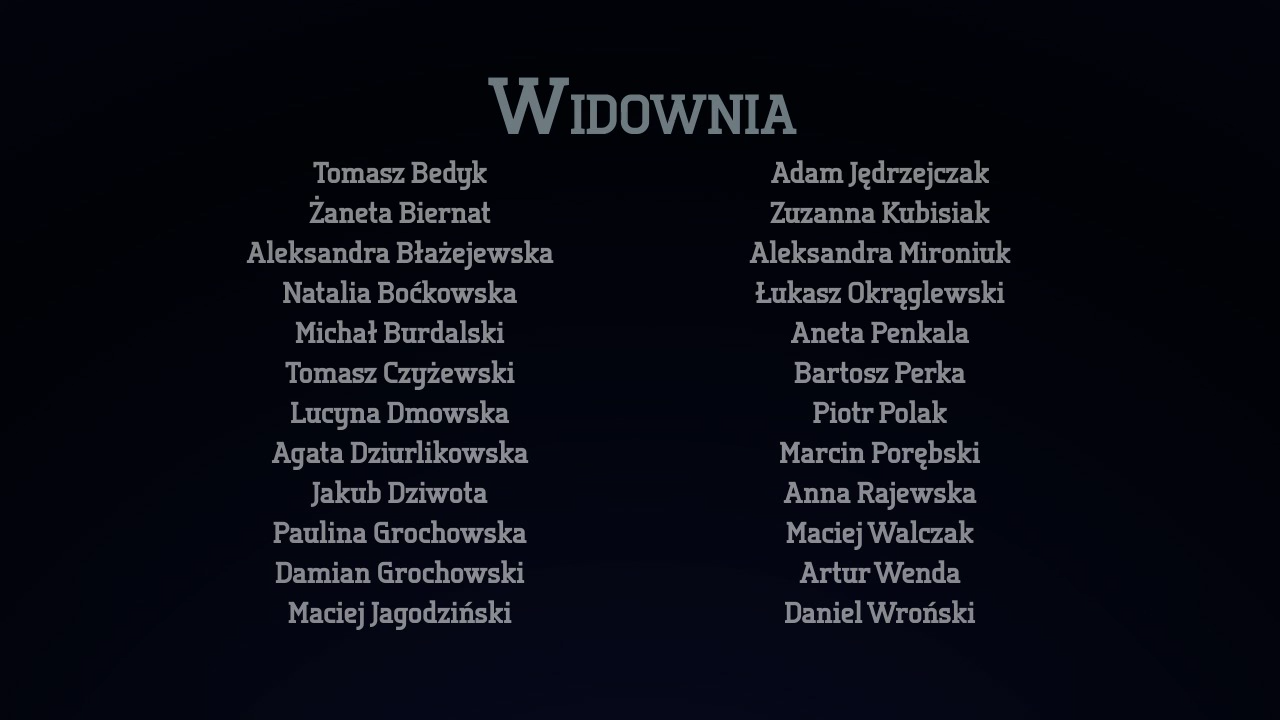 Widownia
Tomasz Bedyk
Żaneta Biernat
Aleksandra Błażejewska
Natalia Boćkowska
Michał Burdalski
Tomasz Czyżewski
Lucyna Dmowska
Agata Dziurlikowska
Jakub Dziwota
Paulina Grochowska
Damian Grochowski
Maciej Jagodziński
Adam Jędrzejczak
Zuzanna Kubisiak
Aleksandra Mironiuk
Łukasz Okrąglewski
Aneta Penkala
Bartosz Perka
Piotr Polak
Marcin Porębski
Anna Rajewska
Maciej Walczak
Artur Wenda
Daniel Wroński